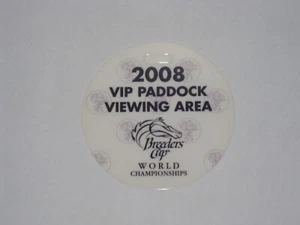 2008
VIP PADDOCK
VIEWING AREA
Breeders'
Cup
WORLD
CHAMPIONSHIPS